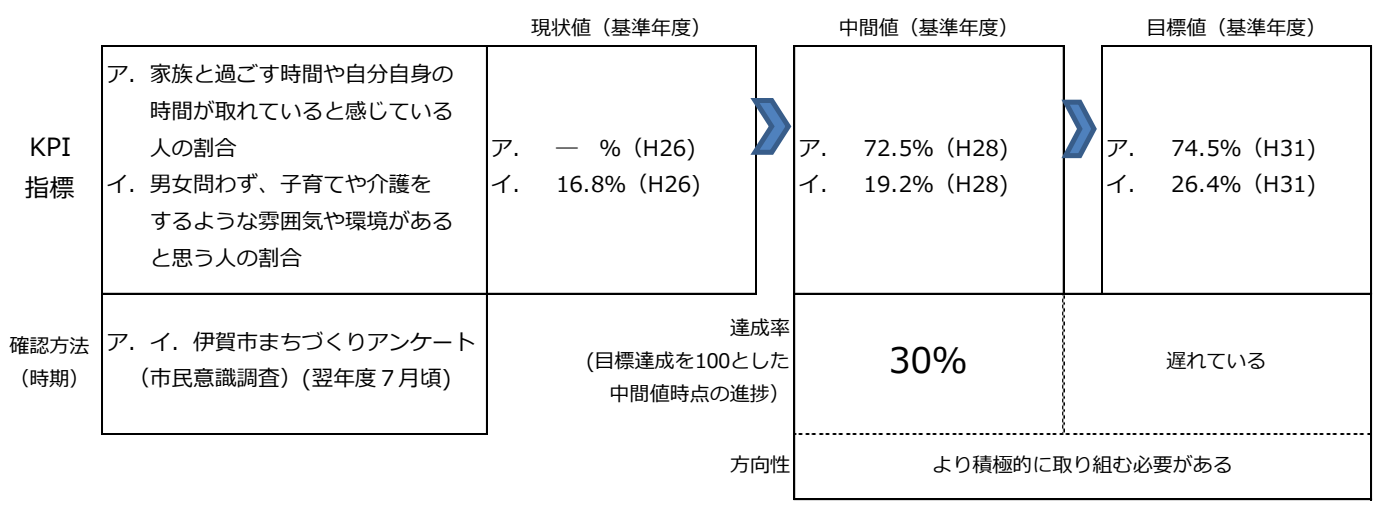 現状値（基準年度）
中間値（基準年度）
目標値（基準年度）
KPI
指標
ア．家族と過ごす時間や自分自身の
時間が取れていると感じている
人の割合
イ．男女問わず、子育てや介護を
するような雰囲気や環境がある
と思う人の割合
ア． ― %（H26)
イ． 16.8%（H26)
ア． 72.5%（H28)
イ． 19.2%（H28)
ア． 74.5%（H31)
イ． 26.4%（H31)
確認方法
（時期）
ア．イ．伊賀市まちづくりアンケート
（市民意識調査）(翌年度７月頃)
達成率
(目標達成を100とした
中間値時点の進捗）
30%
遅れている
方向性
より積極的に取り組む必要がある